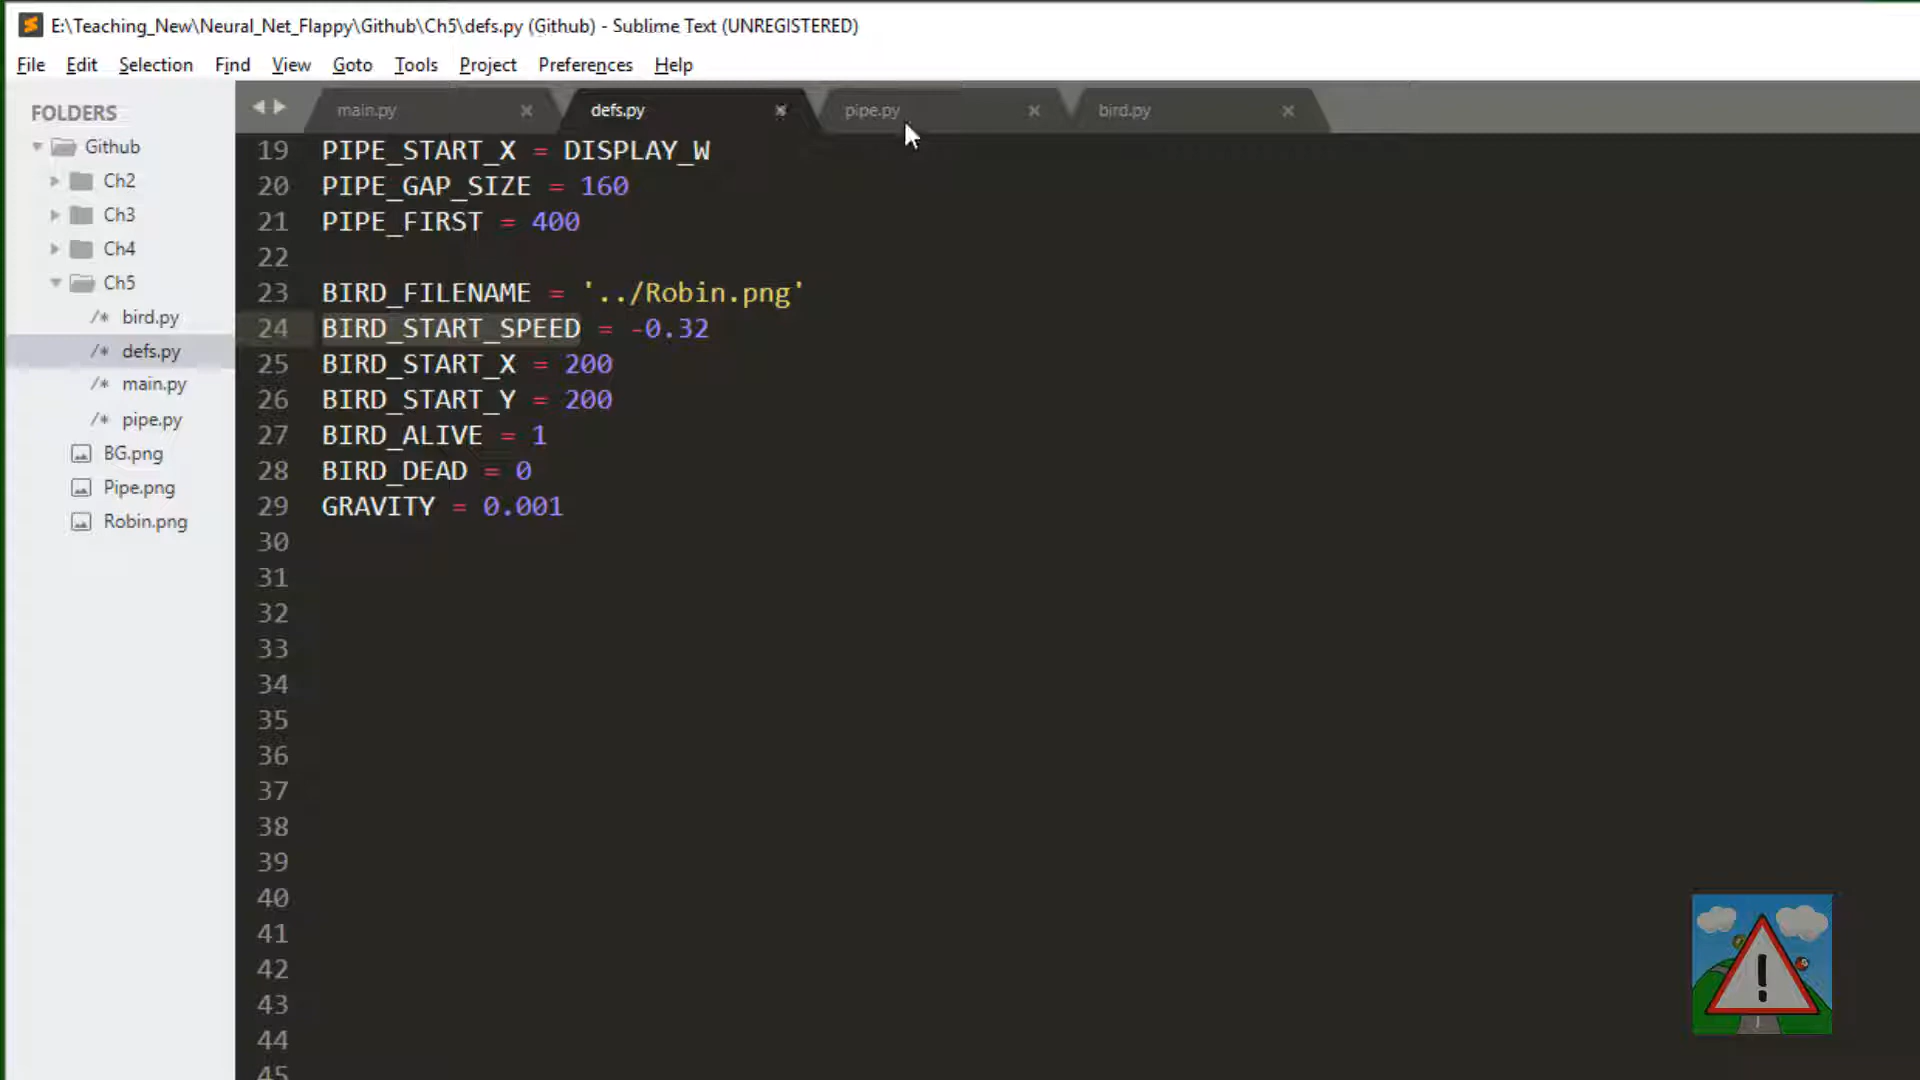 E:\Teaching_New\Neural_Net_Flappy\Github\Ch5\defs.py (Github) - Sublime Text (UNREGISTERED)
File Edit Selection Find View Goto Tools Project Preferences Help
FOLDERS
Github
Ch2
Ch3
Ch4
Ch5
/* bird.py
/* defs.py
/* main.py
/* pipe.py
BG.png
Pipe.png
Robin.png
main.py × defs.py × pipe.py × bird.py ×
19 PIPE_START_X = DISPLAY_W
20 PIPE_GAP_SIZE = 160
21 PIPE_FIRST = 400
22
23 BIRD_FILENAME = '../Robin.png'
24 BIRD_START_SPEED = -0.32
25 BIRD_START_X = 200
26 BIRD_START_Y = 200
27 BIRD_ALIVE = 1
28 BIRD_DEAD = 0
29 GRAVITY = 0.001
30
31
32
33
34
35
36
37
38
39
40
41
42
43
44
45
!